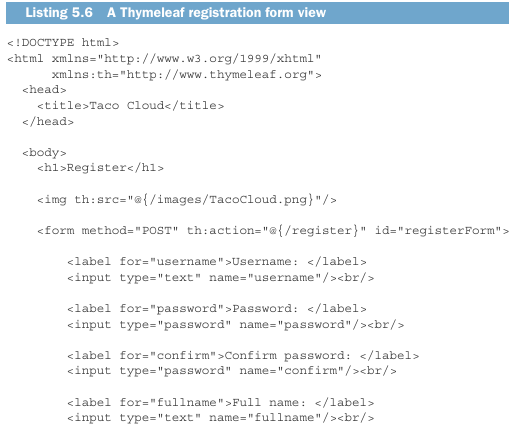 Listing 5.6 A Thymeleaf registration form view
<!DOCTYPE html>
<html xmlns="http://www.w3.org/1999/xhtml"
xmlns:th="http://www.thymeleaf.org">
<head>
<title>Taco Cloud</title>
</head>
<body>
<h1>Register</h1>
<img th:src="@{/images/TacoCloud.png}"/>
<form method="POST" th:action="@{/register}" id="registerForm">
<label for="username">Username: </label>
<input type="text" name="username"/><br/>
<label for="password">Password: </label>
<input type="password" name="password"/><br/>
<label for="confirm">Confirm password: </label>
<input type="password" name="confirm"/><br/>
<label for="fullname">Full name: </label>
<input type="text" name="fullname"/><br/>